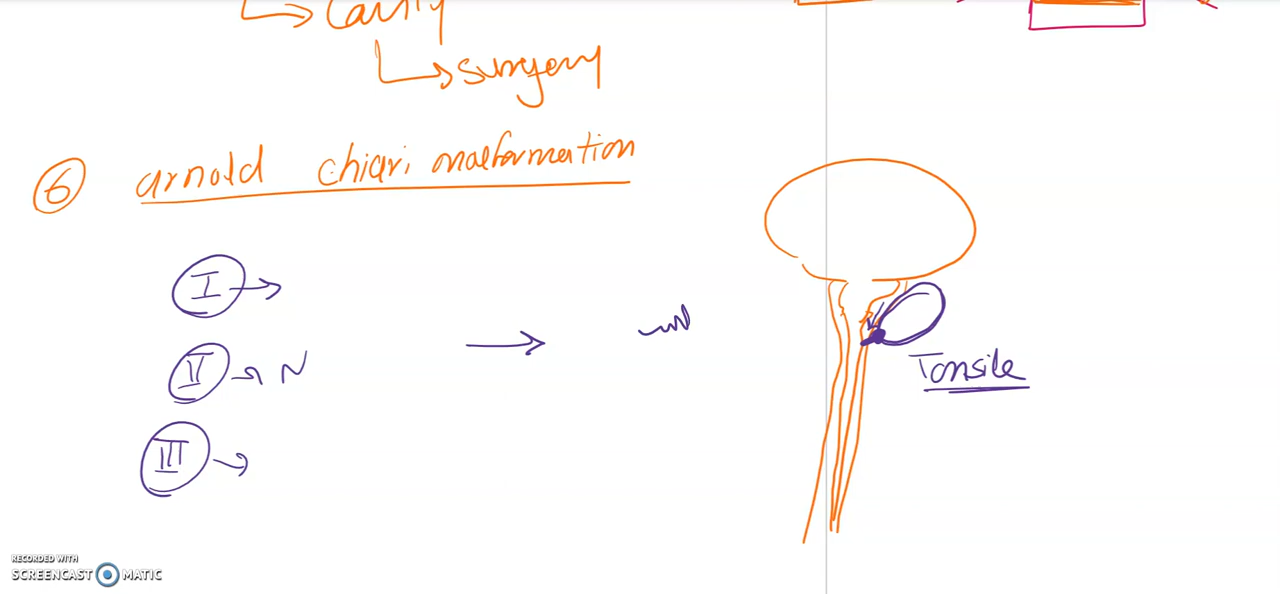 Cavity
surgery
6 arnold chiari malformation
I
II N
III
Tonsile
RECORDED WITH
SCREENCAST MATIC